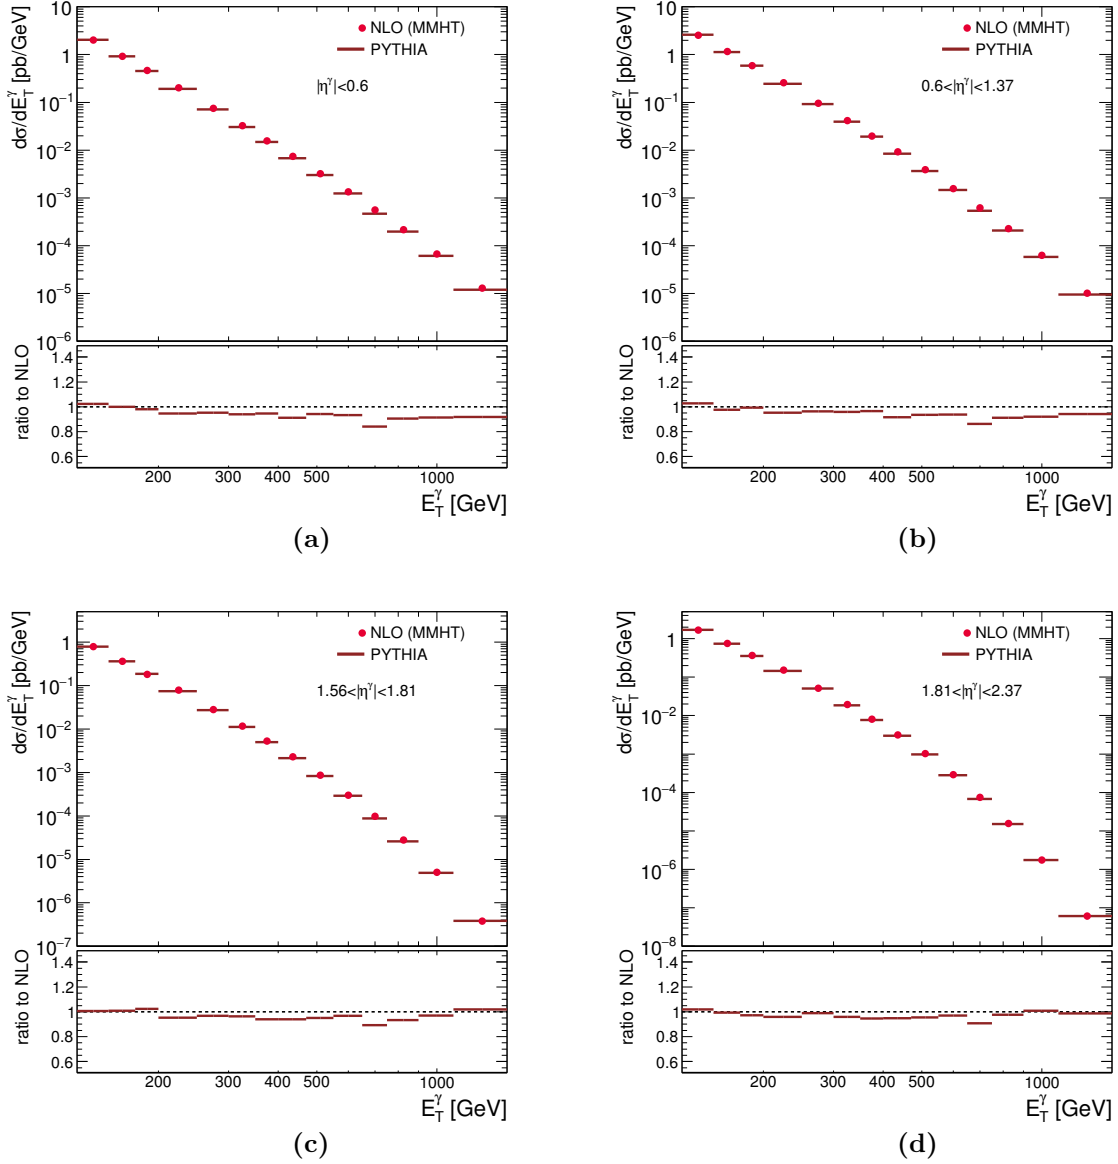 dσ/dE_T^γ [pb/GeV]
10
1
10^−1
10^−2
10^−3
10^−4
10^−5
10^−6
NLO (MMHT)
PYTHIA
|η^γ|<0.6
ratio to NLO
1.4
1.2
1
0.8
0.6
200 300 400 500 1000
E_T^γ [GeV]
(a)
dσ/dE_T^γ [pb/GeV]
10
1
10^−1
10^−2
10^−3
10^−4
10^−5
10^−6
NLO (MMHT)
PYTHIA
0.6<|η^γ|<1.37
ratio to NLO
1.4
1.2
1
0.8
0.6
200 300 400 500 1000
E_T^γ [GeV]
(b)
dσ/dE_T^γ [pb/GeV]
1
10^−1
10^−2
10^−3
10^−4
10^−5
10^−6
10^−7
NLO (MMHT)
PYTHIA
1.56<|η^γ|<1.81
ratio to NLO
1.4
1.2
1
0.8
0.6
200 300 400 500 1000
E_T^γ [GeV]
(c)
dσ/dE_T^γ [pb/GeV]
1
10^−2
10^−4
10^−6
10^−8
NLO (MMHT)
PYTHIA
1.81<|η^γ|<2.37
ratio to NLO
1.4
1.2
1
0.8
0.6
200 300 400 500 1000
E_T^γ [GeV]
(d)